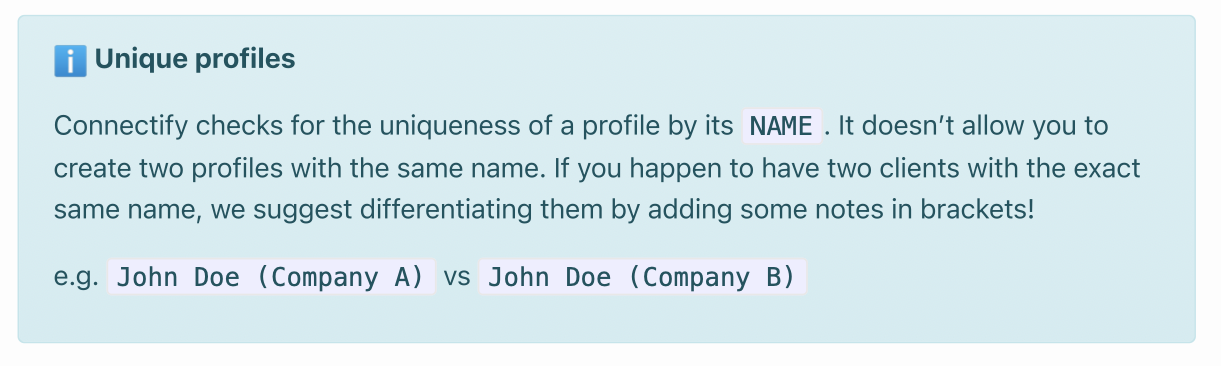 Unique profiles
Connectify checks for the uniqueness of a profile by its NAME. It doesn’t allow you to
create two profiles with the same name. If you happen to have two clients with the exact
same name, we suggest differentiating them by adding some notes in brackets!
e.g. John Doe (Company A) vs John Doe (Company B)